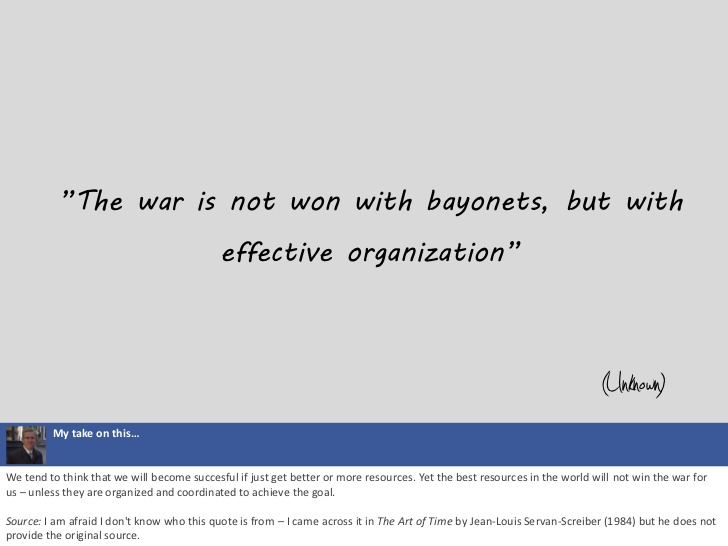 ”The war is not won with bayonets, but with
effective organization”
(Unknown)
My take on this…
We tend to think that we will become succesful if just get better or more resources. Yet the best resources in the world will not win the war for
us – unless they are organized and coordinated to achieve the goal.
Source: I am afraid I don't know who this quote is from – I came across it in The Art of Time by Jean-Louis Servan-Screiber (1984) but he does not
provide the original source.